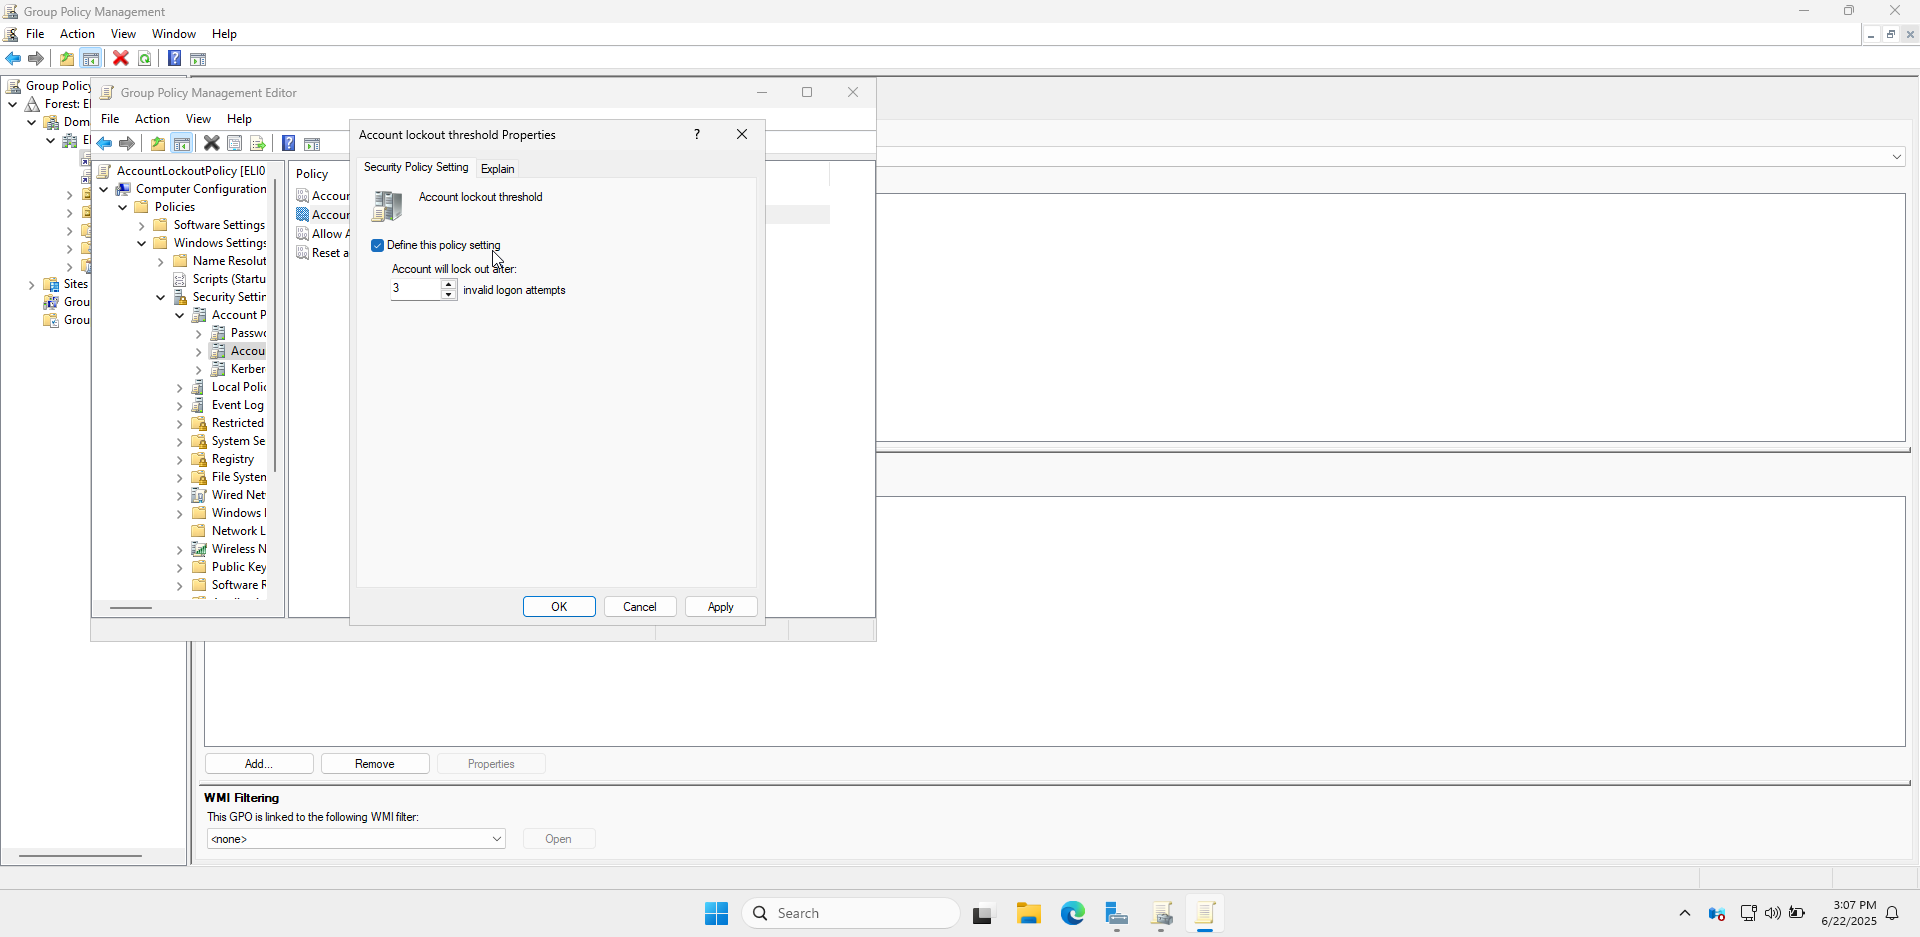 Group Policy Management
File Action View Window Help
Group Policy
Forest: El
Dom
El
Sites
Grou
Grou
Group Policy Management Editor
File Action View Help
AccountLockoutPolicy [ELI0
Computer Configuration
Policies
Software Settings
Windows Settings
Name Resolut
Scripts (Startu
Security Settin
Account P
Passwo
Accou
Kerber
Local Polic
Event Log
Restricted
System Se
Registry
File System
Wired Net
Windows
Network L
Wireless N
Public Key
Software R
Policy
Accour
Accour
Allow A
Reset a
Account lockout threshold Properties
?
Security Policy Setting Explain
Account lockout threshold
Define this policy setting
Account will lock out after:
3 invalid logon attempts
OK Cancel Apply
Add... Remove Properties
WMI Filtering
This GPO is linked to the following WMI filter:
<none> Open
Search
3:07 PM
6/22/2025